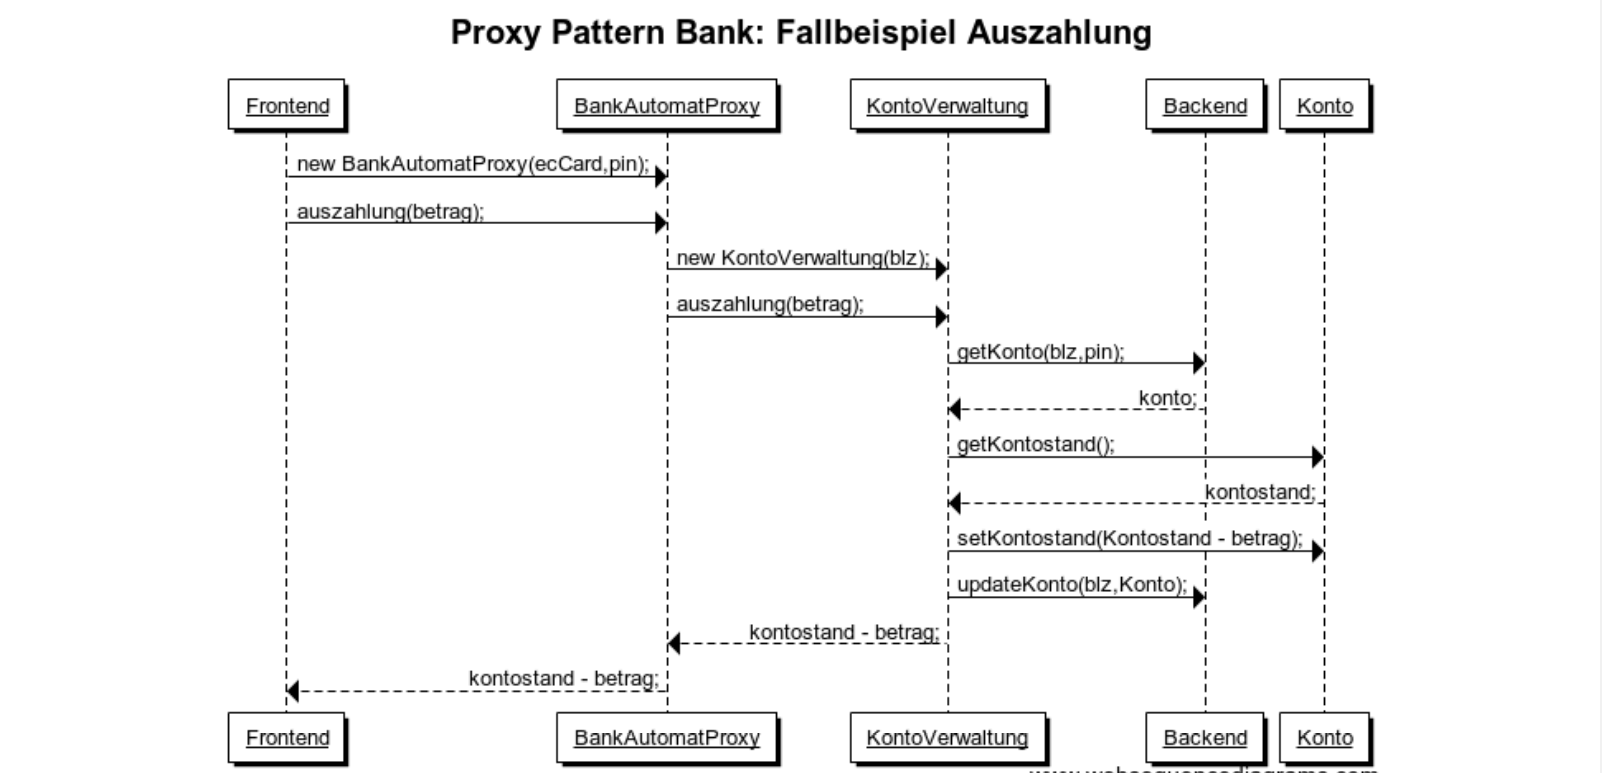 Proxy Pattern Bank: Fallbeispiel Auszahlung
Frontend BankAutomatProxy KontoVerwaltung Backend Konto
new BankAutomatProxy(ecCard,pin);
auszahlung(betrag);
new KontoVerwaltung(blz);
auszahlung(betrag);
getKonto(blz,pin);
konto;
getKontostand();
kontostand;
setKontostand(Kontostand - betrag);
updateKonto(blz,Konto);
kontostand - betrag;
kontostand - betrag;
Frontend BankAutomatProxy KontoVerwaltung Backend Konto